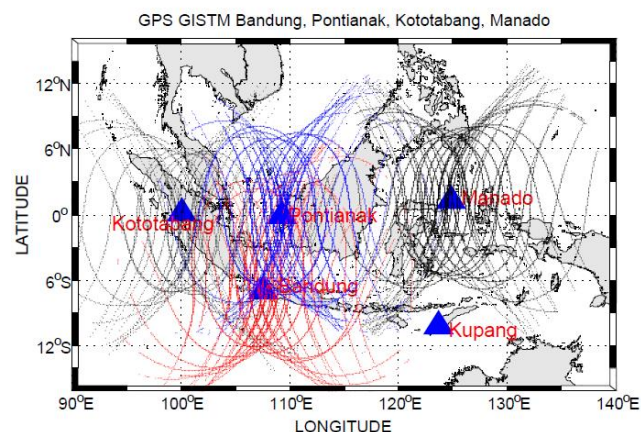 GPS GISTM Bandung, Pontianak, Kototabang, Manado
12°N
6°N
0°
6°S
12°S
LATITUDE
Manado
Kototabang
Pontianak
Bandung
Kupang
90°E 100°E 110°E 120°E 130°E 140°E
LONGITUDE